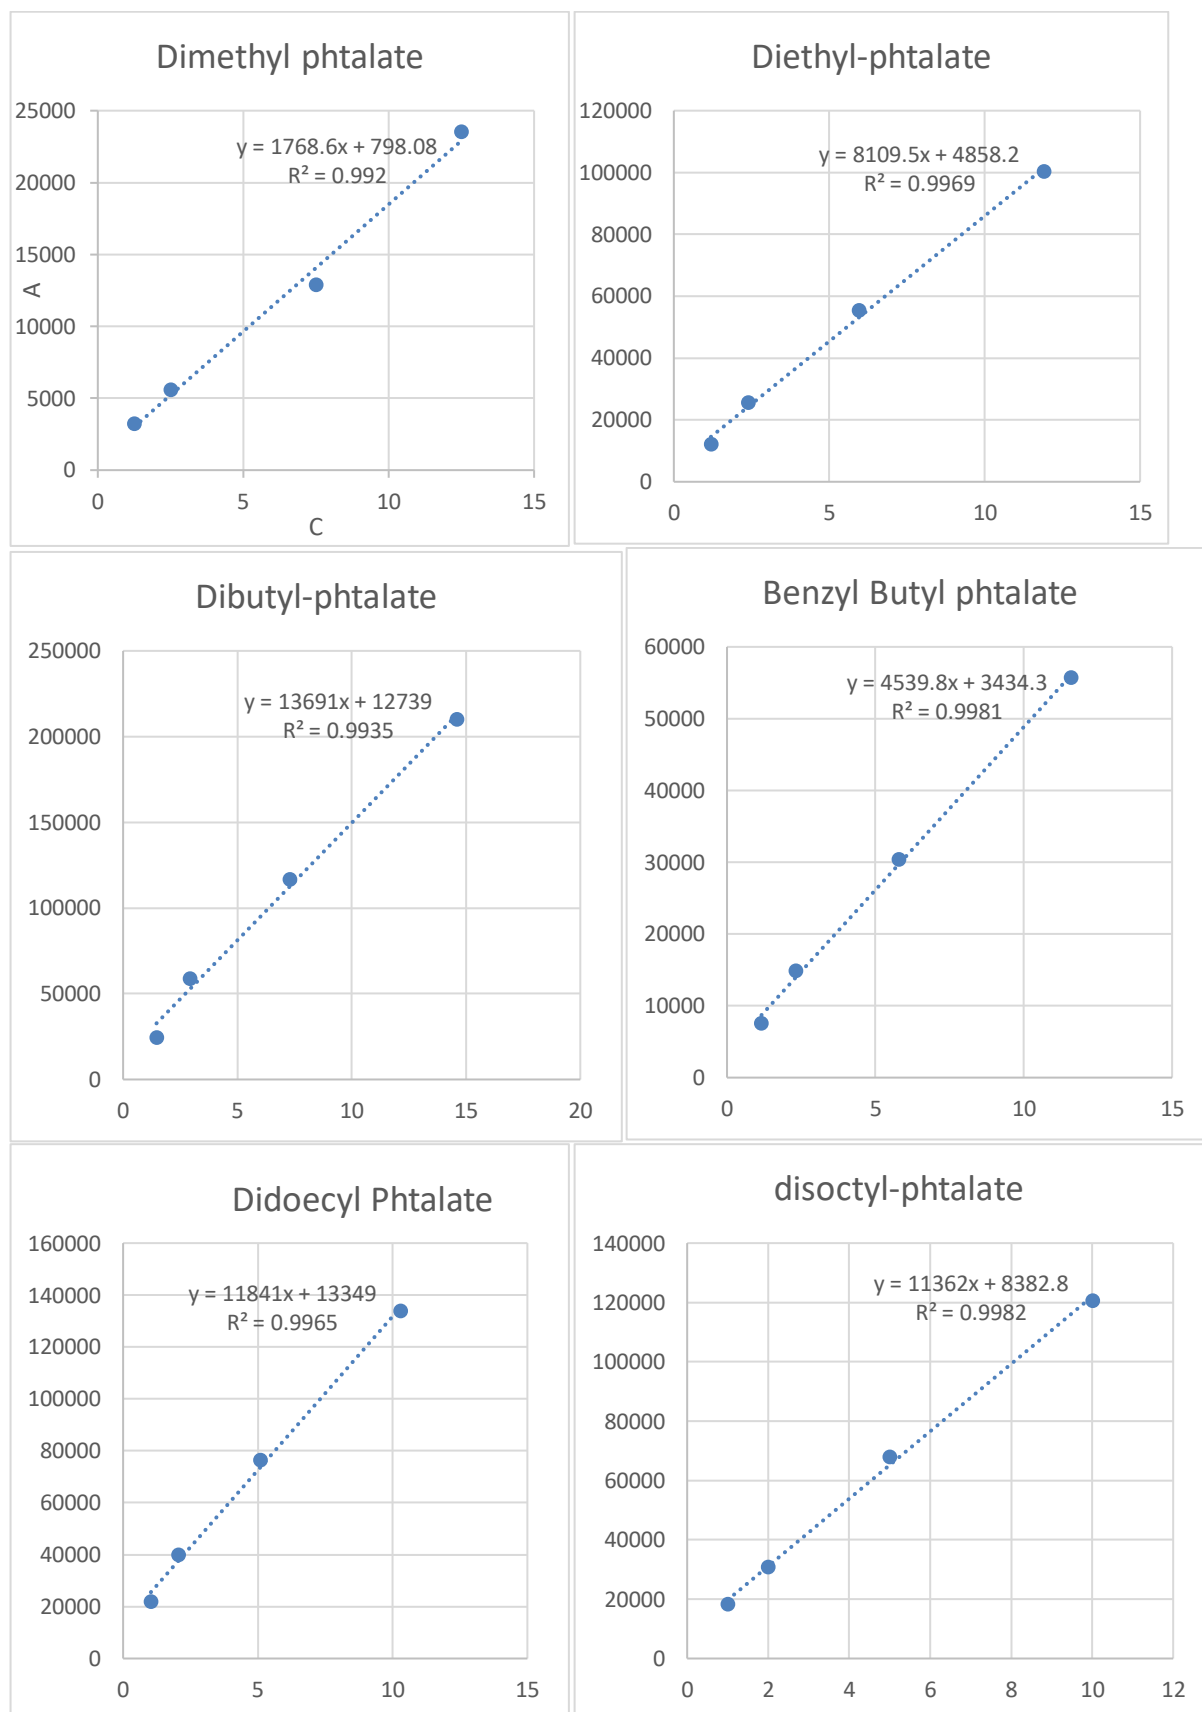 Dimethyl phtalate
25000
20000
15000
10000
5000
0
A
y = 1768.6x + 798.08
R² = 0.992
0 5 10 15
C
Diethyl-phtalate
120000
100000
80000
60000
40000
20000
0
y = 8109.5x + 4858.2
R² = 0.9969
0 5 10 15
Dibutyl-phtalate
250000
200000
150000
100000
50000
0
y = 13691x + 12739
R² = 0.9935
0 5 10 15 20
Benzyl Butyl phtalate
60000
50000
40000
30000
20000
10000
0
y = 4539.8x + 3434.3
R² = 0.9981
0 5 10 15
Didoecyl Phtalate
160000
140000
120000
100000
80000
60000
40000
20000
0
y = 11841x + 13349
R² = 0.9965
0 5 10 15
disoctyl-phtalate
140000
120000
100000
80000
60000
40000
20000
0
y = 11362x + 8382.8
R² = 0.9982
0 2 4 6 8 10 12